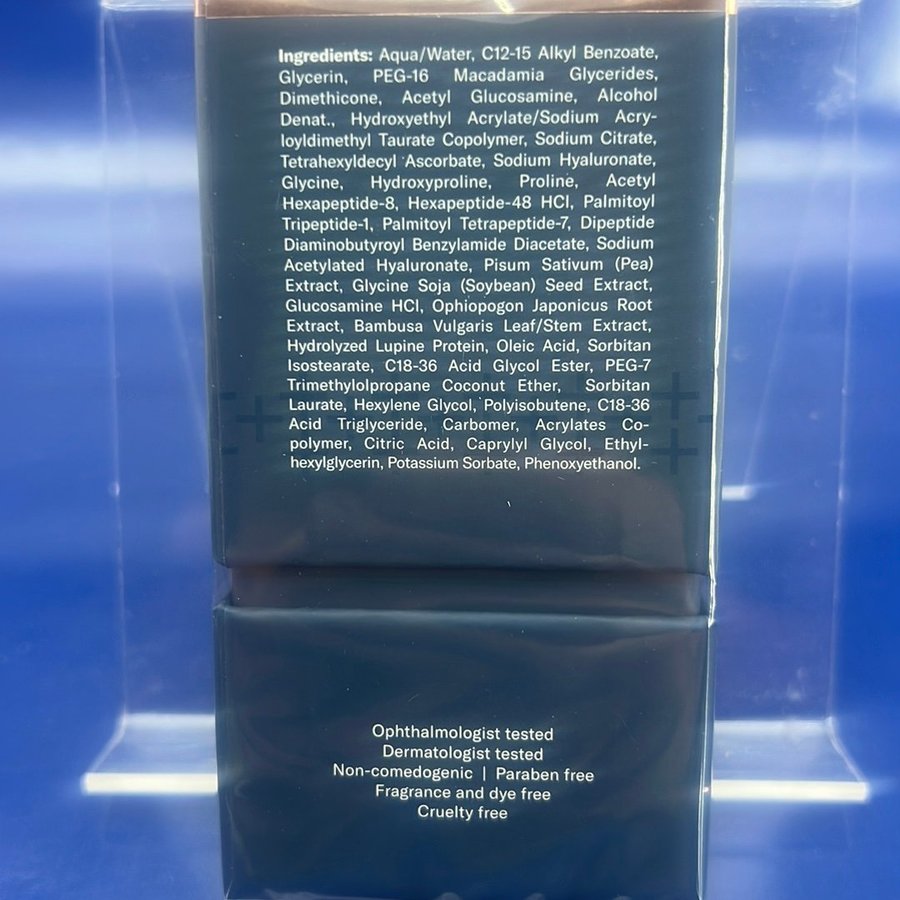 Ingredients: Aqua/Water, C12-15 Alkyl Benzoate,
Glycerin, PEG-16 Macadamia Glycerides,
Dimethicone, Acetyl Glucosamine, Alcohol
Denat., Hydroxyethyl Acrylate/Sodium Acry-
loyldimethyl Taurate Copolymer, Sodium Citrate,
Tetrahexyldecyl Ascorbate, Sodium Hyaluronate,
Glycine, Hydroxyproline, Proline, Acetyl
Hexapeptide-8, Hexapeptide-48 HCl, Palmitoyl
Tripeptide-1, Palmitoyl Tetrapeptide-7, Dipeptide
Diaminobutyroyl Benzylamide Diacetate, Sodium
Acetylated Hyaluronate, Pisum Sativum (Pea)
Extract, Glycine Soja (Soybean) Seed Extract,
Glucosamine HCl, Ophiopogon Japonicus Root
Extract, Bambusa Vulgaris Leaf/Stem Extract,
Hydrolyzed Lupine Protein, Oleic Acid, Sorbitan
Isostearate, C18-36 Acid Glycol Ester, PEG-7
Trimethylolpropane Coconut Ether, Sorbitan
Laurate, Hexylene Glycol, Polyisobutene, C18-36
Acid Triglyceride, Carbomer, Acrylates Co-
polymer, Citric Acid, Caprylyl Glycol, Ethyl-
hexylglycerin, Potassium Sorbate, Phenoxyethanol.
Ophthalmologist tested
Dermatologist tested
Non-comedogenic | Paraben free
Fragrance and dye free
Cruelty free